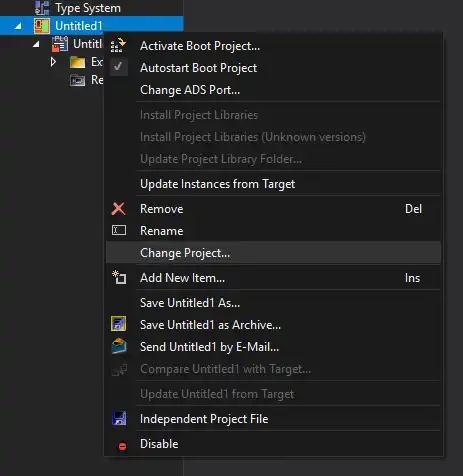 Type System
Untitled1
Untitle
Ex
Re
Activate Boot Project...
Autostart Boot Project
Change ADS Port...
Install Project Libraries
Install Project Libraries (Unknown versions)
Update Project Library Folder...
Update Instances from Target
Remove Del
Rename
Change Project...
Add New Item... Ins
Save Untitled1 As...
Save Untitled1 as Archive...
Send Untitled1 by E-Mail...
Compare Untitled1 with Target...
Update Untitled1 from Target
Independent Project File
Disable